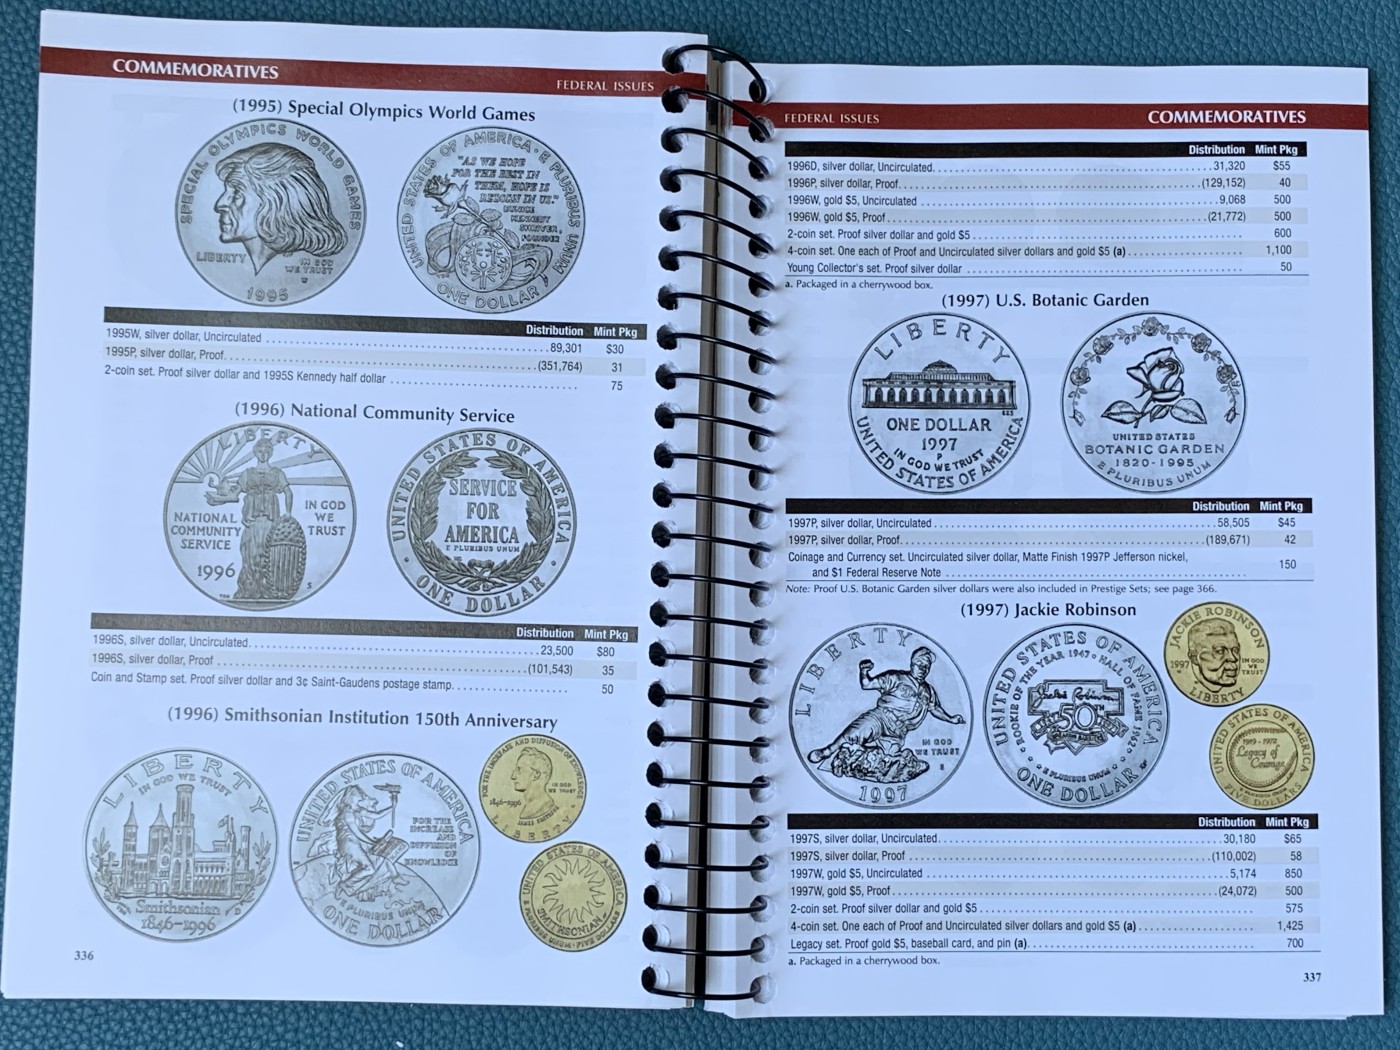 COMMEMORATIVES
FEDERAL ISSUES
(1995) Special Olympics World Games
SPECIAL OLYMPICS WORLD GAMES
LIBERTY
IN GOD
WE TRUST
W
1995
UNITED STATES OF AMERICA · E PLURIBUS UNUM
"AS WE HOPE
FOR THE BEST IN
THEM, HOPE IS
REBORN IN US."
EUNICE
KENNEDY
SHRIVER,
FOUNDER
ONE DOLLAR
Distribution Mint Pkg
1995W, silver dollar, Uncirculated 89,301 $30
1995P, silver dollar, Proof (351,764) 31
2-coin set. Proof silver dollar and 1995S Kennedy half dollar 75
(1996) National Community Service
LIBERTY
NATIONAL
COMMUNITY
SERVICE
IN GOD
WE
TRUST
1996
S
UNITED STATES OF AMERICA
SERVICE
FOR
AMERICA
E PLURIBUS UNUM
· ONE DOLLAR ·
Distribution Mint Pkg
1996S, silver dollar, Uncirculated 23,500 $80
1996S, silver dollar, Proof (101,543) 35
Coin and Stamp set. Proof silver dollar and 3¢ Saint-Gaudens postage stamp 50
(1996) Smithsonian Institution 150th Anniversary
LIBERTY
IN GOD WE TRUST
Smithsonian
D
1846-1996
UNITED STATES OF AMERICA
FOR THE
INCREASE
AND
DIFFUSION
OF
KNOWLEDGE
E PLURIBUS UNUM
ONE DOLLAR
FOR THE INCREASE AND DIFFUSION OF KNOWLEDGE
IN GOD
WE TRUST
1846-1996
JAMES SMITHSON
LIBERTY
UNITED STATES OF AMERICA
SMITHSONIAN
E PLURIBUS UNUM · FIVE DOLLARS
336
FEDERAL ISSUES
COMMEMORATIVES
Distribution Mint Pkg
1996D, silver dollar, Uncirculated 31,320 $55
1996P, silver dollar, Proof (129,152) 40
1996W, gold $5, Uncirculated 9,068 500
1996W, gold $5, Proof (21,772) 500
2-coin set. Proof silver dollar and gold $5 600
4-coin set. One each of Proof and Uncirculated silver dollars and gold $5 (a) 1,100
Young Collector's set. Proof silver dollar 50
a. Packaged in a cherrywood box.
(1997) U.S. Botanic Garden
LIBERTY
ONE DOLLAR
1997
P
IN GOD WE TRUST
UNITED STATES OF AMERICA
UNITED STATES
BOTANIC GARDEN
1820-1995
E PLURIBUS UNUM
Distribution Mint Pkg
1997P, silver dollar, Uncirculated 58,505 $45
1997P, silver dollar, Proof (189,671) 42
Coinage and Currency set. Uncirculated silver dollar, Matte Finish 1997P Jefferson nickel,
and $1 Federal Reserve Note 150
Note: Proof U.S. Botanic Garden silver dollars were also included in Prestige Sets; see page 366.
(1997) Jackie Robinson
LIBERTY
IN GOD
WE TRUST
S
1997
UNITED STATES OF AMERICA
ROOKIE OF THE YEAR 1947 · HALL OF FAME 1962
Jackie Robinson
50TH
E PLURIBUS UNUM
ONE DOLLAR
JACKIE ROBINSON
1997
IN GOD
WE
TRUST
LIBERTY
UNITED STATES OF AMERICA
1919 - 1972
Legacy of
Courage
FIVE DOLLARS
Distribution Mint Pkg
1997S, silver dollar, Uncirculated 30,180 $65
1997S, silver dollar, Proof (110,002) 58
1997W, gold $5, Uncirculated 5,174 850
1997W, gold $5, Proof (24,072) 500
2-coin set. Proof silver dollar and gold $5 575
4-coin set. One each of Proof and Uncirculated silver dollars and gold $5 (a) 1,425
Legacy set. Proof gold $5, baseball card, and pin (a) 700
a. Packaged in a cherrywood box.
337